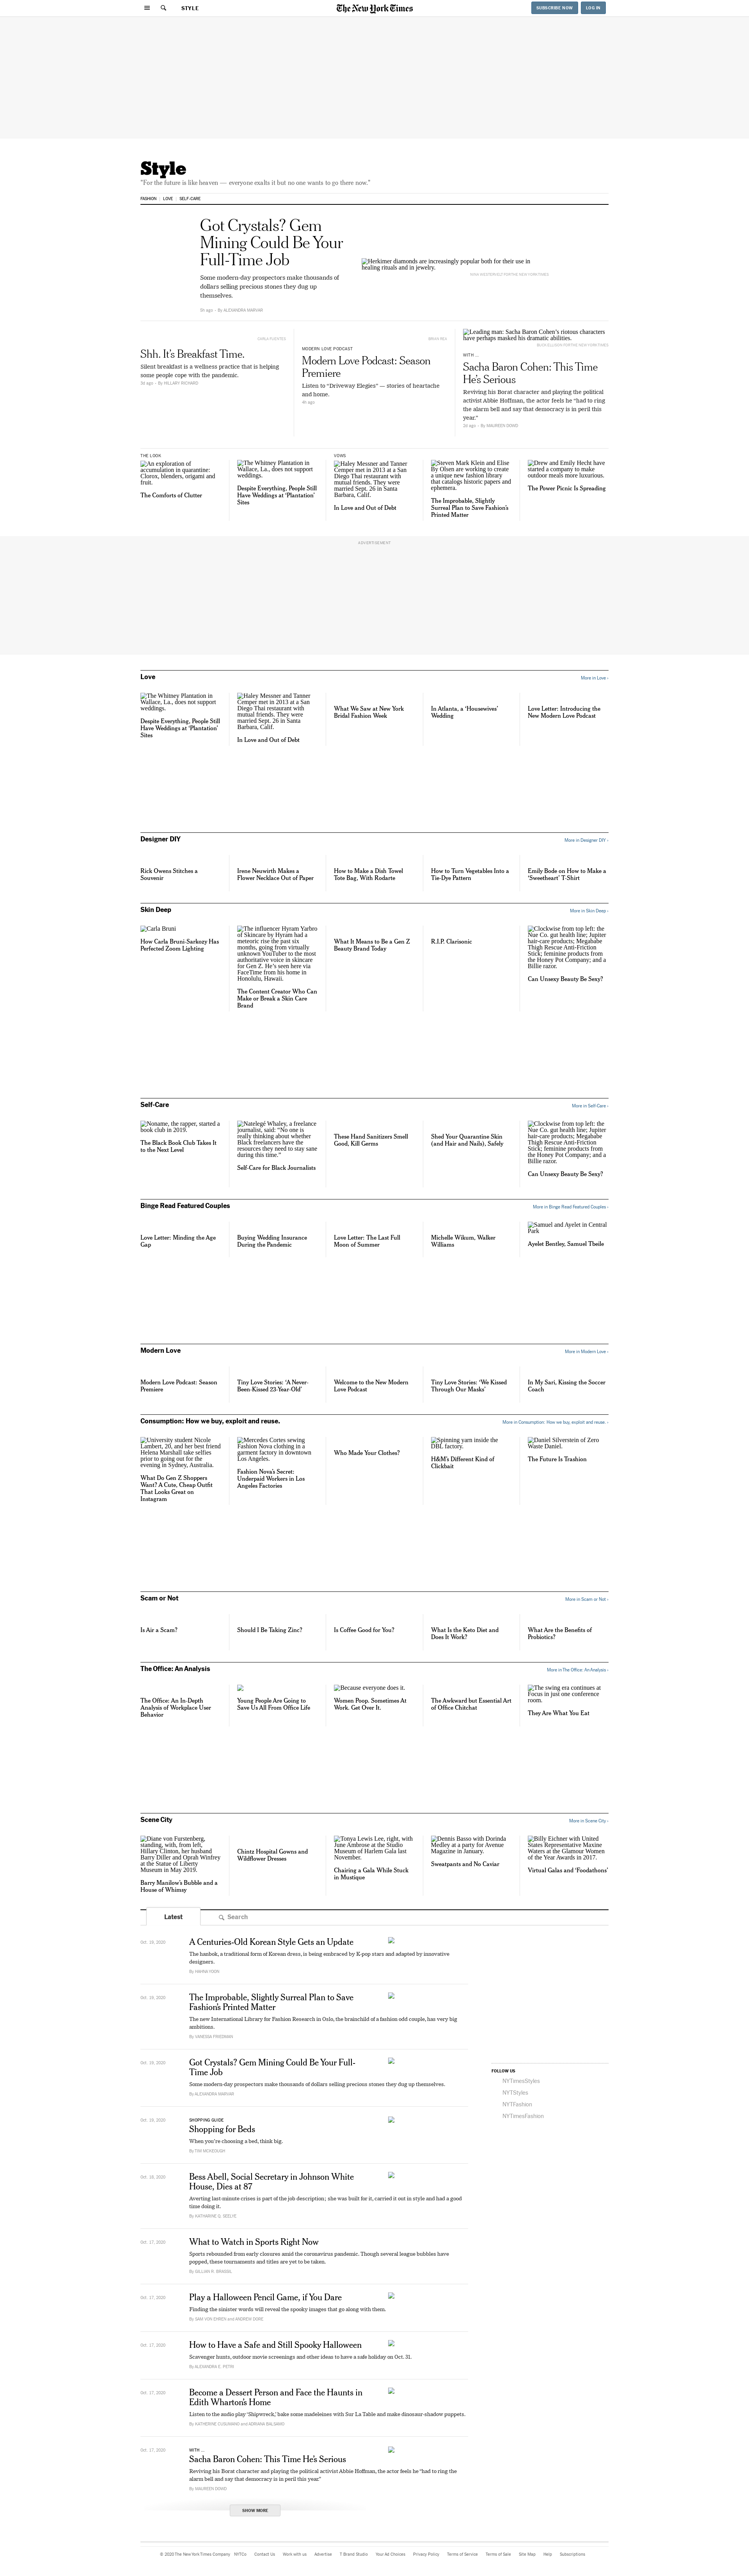 STYLE
The New York Times
SUBSCRIBE NOW
LOG IN
Style
“For the future is like heaven — everyone exalts it but no one wants to go there now.”
FASHION
LOVE
SELF-CARE
Got Crystals? Gem
Mining Could Be Your
Full-Time Job
Some modern-day prospectors make thousands of
dollars selling precious stones they dug up
themselves.
By ALEXANDRA MARVAR
Herkimer diamonds are increasingly popular both for their use in
healing rituals and in jewelry.
CARLA FUENTES
Shh. It’s Breakfast Time.
Silent breakfast is a wellness practice that is helping
some people cope with the pandemic.
By HILLARY RICHARD
BRIAN REA
MODERN LOVE PODCAST
Modern Love Podcast: Season
Premiere
Listen to “Driveway Elegies” — stories of heartache
and home.
4h ago
Leading man: Sacha Baron Cohen’s riotous characters
have perhaps masked his dramatic abilities.
WITH ...
Sacha Baron Cohen: This Time
He’s Serious
Reviving his Borat character and playing the political
activist Abbie Hoffman, the actor feels he “had to ring
the alarm bell and say that democracy is in peril this
year.”
2d ago - By MAUREEN DOWD
THE LOOK
An exploration of
accumulation in quarantine:
Clorox, blenders, origami and
fruit.
The Comforts of Clutter
The Whitney Plantation in
Wallace, La., does not support
weddings.
Despite Everything, People Still
Have Weddings at ‘Plantation’
Sites
VOWS
Haley Messner and Tanner
Cemper met in 2013 at a San
Diego Thai restaurant with
mutual friends. They were
married Sept. 26 in Santa
Barbara, Calif.
In Love and Out of Debt
Steven Mark Klein and Elise
By Olsen are working to create
a unique new fashion library
that catalogs historic papers and
ephemera.
The Improbable, Slightly
Surreal Plan to Save Fashion’s
Printed Matter
Drew and Emily Hecht have
started a company to make
outdoor meals more luxurious.
The Power Picnic Is Spreading
ADVERTISEMENT
Love
More in Love ›
The Whitney Plantation in
Wallace, La., does not support
weddings.
Despite Everything, People Still
Have Weddings at ‘Plantation’
Sites
Haley Messner and Tanner
Cemper met in 2013 at a San
Diego Thai restaurant with
mutual friends. They were
married Sept. 26 in Santa
Barbara, Calif.
In Love and Out of Debt
What We Saw at New York
Bridal Fashion Week
In Atlanta, a ‘Housewives’
Wedding
Love Letter: Introducing the
New Modern Love Podcast
Designer DIY
More in Designer DIY ›
Rick Owens Stitches a
Souvenir
Irene Neuwirth Makes a
Flower Necklace Out of Paper
How to Make a Dish Towel
Tote Bag, With Rodarte
How to Turn Vegetables Into a
Tie-Dye Pattern
Emily Bode on How to Make a
‘Sweetheart’ T-Shirt
Skin Deep
More in Skin Deep ›
Carla Bruni
How Carla Bruni-Sarkozy Has
Perfected Zoom Lighting
The influencer Hyram Yarbro
of Skincare by Hyram had a
meteoric rise the past six
months, going from virtually
unknown YouTuber to the most
authoritative voice in skincare
for Gen Z. He’s seen here via
FaceTime from his home in
Honolulu, Hawaii.
The Content Creator Who Can
Make or Break a Skin Care
Brand
What It Means to Be a Gen Z
Beauty Brand Today
R.I.P. Clarisonic
Clockwise from top left: the
Nue Co. gut health line; Jupiter
hair-care products; Megababe
Thigh Rescue Anti-Friction
Stick; feminine products from
the Honey Pot Company; and a
Billie razor.
Can Unsexy Beauty Be Sexy?
Self-Care
More in Self-Care ›
Noname, the rapper, started a
book club in 2019.
The Black Book Club Takes It
to the Next Level
Natelegé Whaley, a freelance
journalist, said: “No one is
really thinking about whether
Black freelancers have the
resources they need to stay sane
during this time.”
Self-Care for Black Journalists
These Hand Sanitizers Smell
Good, Kill Germs
Shed Your Quarantine Skin
(and Hair and Nails), Safely
Clockwise from top left: the
Nue Co. gut health line; Jupiter
hair-care products; Megababe
Thigh Rescue Anti-Friction
Stick; feminine products from
the Honey Pot Company; and a
Billie razor.
Can Unsexy Beauty Be Sexy?
Binge Read Featured Couples
More in Binge Read Featured Couples ›
Love Letter: Minding the Age
Gap
Buying Wedding Insurance
During the Pandemic
Love Letter: The Last Full
Moon of Summer
Michelle Wikum, Walker
Williams
Samuel and Ayelet in Central
Park
Ayelet Bentley, Samuel Theile
Modern Love
More in Modern Love ›
Modern Love Podcast: Season
Premiere
Tiny Love Stories: ‘A Never-
Been-Kissed 23-Year-Old’
Welcome to the New Modern
Love Podcast
Tiny Love Stories: ‘We Kissed
Through Our Masks’
In My Sari, Kissing the Soccer
Coach
Consumption: How we buy, exploit and reuse.
More in Consumption: How we buy, exploit and reuse. ›
University student Nicole
Lambert, 20, and her best friend
Helena Marshall take selfies
prior to going out for the
evening in Sydney, Australia.
What Do Gen Z Shoppers
Want? A Cute, Cheap Outfit
That Looks Great on
Instagram
Mercedes Cortes sewing
Fashion Nova clothing in a
garment factory in downtown
Los Angeles.
Fashion Nova’s Secret:
Underpaid Workers in Los
Angeles Factories
Who Made Your Clothes?
Spinning yarn inside the
DBL factory.
H&M’s Different Kind of
Clickbait
Daniel Silverstein of Zero
Waste Daniel.
The Future Is Trashion
Scam or Not
More in Scam or Not ›
Is Air a Scam?
Should I Be Taking Zinc?
Is Coffee Good for You?
What Is the Keto Diet and
Does It Work?
What Are the Benefits of
Probiotics?
The Office: An Analysis
More in The Office: An Analysis ›
The Office: An In-Depth
Analysis of Workplace User
Behavior
Young People Are Going to
Save Us All From Office Life
Because everyone does it.
Women Poop. Sometimes At
Work. Get Over It.
The Awkward but Essential Art
of Office Chitchat
The swing era continues at
Focus in just one conference
room.
They Are What You Eat
Scene City
More in Scene City ›
Diane von Furstenberg,
standing, with, from left,
Hillary Clinton, her husband
Barry Diller and Oprah Winfrey
at the Statue of Liberty
Museum in May 2019.
Barry Manilow’s Bubble and a
House of Whimsy
Chintz Hospital Gowns and
Wildflower Dresses
Tonya Lewis Lee, right, with
June Ambrose at the Studio
Museum of Harlem Gala last
November.
Chairing a Gala While Stuck
in Mustique
Dennis Basso with Dorinda
Medley at a party for Avenue
Magazine in January.
Sweatpants and No Caviar
Billy Eichner with United
States Representative Maxine
Waters at the Glamour Women
of the Year Awards in 2017.
Virtual Galas and ‘Foodathons’
Latest
Search
Oct. 19, 2020
A Centuries-Old Korean Style Gets an Update
The hanbok, a traditional form of Korean dress, is being embraced by K-pop stars and adapted by innovative
designers.
By HAHNA YOON
Oct. 19, 2020
The Improbable, Slightly Surreal Plan to Save
Fashion’s Printed Matter
The new International Library for Fashion Research in Oslo, the brainchild of a fashion odd couple, has very big
ambitions.
By VANESSA FRIEDMAN
Oct. 19, 2020
Got Crystals? Gem Mining Could Be Your Full-
Time Job
Some modern-day prospectors make thousands of dollars selling precious stones they dug up themselves.
By ALEXANDRA MARVAR
FOLLOW US
NYTimesStyles
NYTStyles
NYTFashion
NYTimesFashion
Oct. 19, 2020
SHOPPING GUIDE
Shopping for Beds
When you’re choosing a bed, think big.
By TIM MCKEOUGH
Oct. 18, 2020
Bess Abell, Social Secretary in Johnson White
House, Dies at 87
Averting last-minute crises is part of the job description; she was built for it, carried it out in style and had a good
time doing it.
By KATHARINE Q. SEELYE
Oct. 17, 2020
What to Watch in Sports Right Now
Sports rebounded from early closures amid the coronavirus pandemic. Though several league bubbles have
popped, these tournaments and titles are yet to be taken.
By GILLIAN R. BRASSIL
Oct. 17, 2020
Play a Halloween Pencil Game, if You Dare
Finding the sinister words will reveal the spooky images that go along with them.
By SAM VON EHREN and ANDREW DORE
Oct. 17, 2020
How to Have a Safe and Still Spooky Halloween
Scavenger hunts, outdoor movie screenings and other ideas to have a safe holiday on Oct. 31.
By ALEXANDRA E. PETRI
Oct. 17, 2020
Become a Dessert Person and Face the Haunts in
Edith Wharton’s Home
Listen to the audio play ‘Shipwreck,’ bake some madeleines with Sur La Table and make dinosaur-shadow puppets.
By KATHERINE CUSUMANO and ADRIANA BALSAMO
Oct. 17, 2020
WITH ...
Sacha Baron Cohen: This Time He’s Serious
Reviving his Borat character and playing the political activist Abbie Hoffman, the actor feels he “had to ring the
alarm bell and say that democracy is in peril this year.”
By MAUREEN DOWD
SHOW MORE
© 2020 The New York Times Company
NYTCo
Contact Us
Work with us
Advertise
T Brand Studio
Your Ad Choices
Privacy Policy
Terms of Service
Terms of Sale
Site Map
Help
Subscriptions